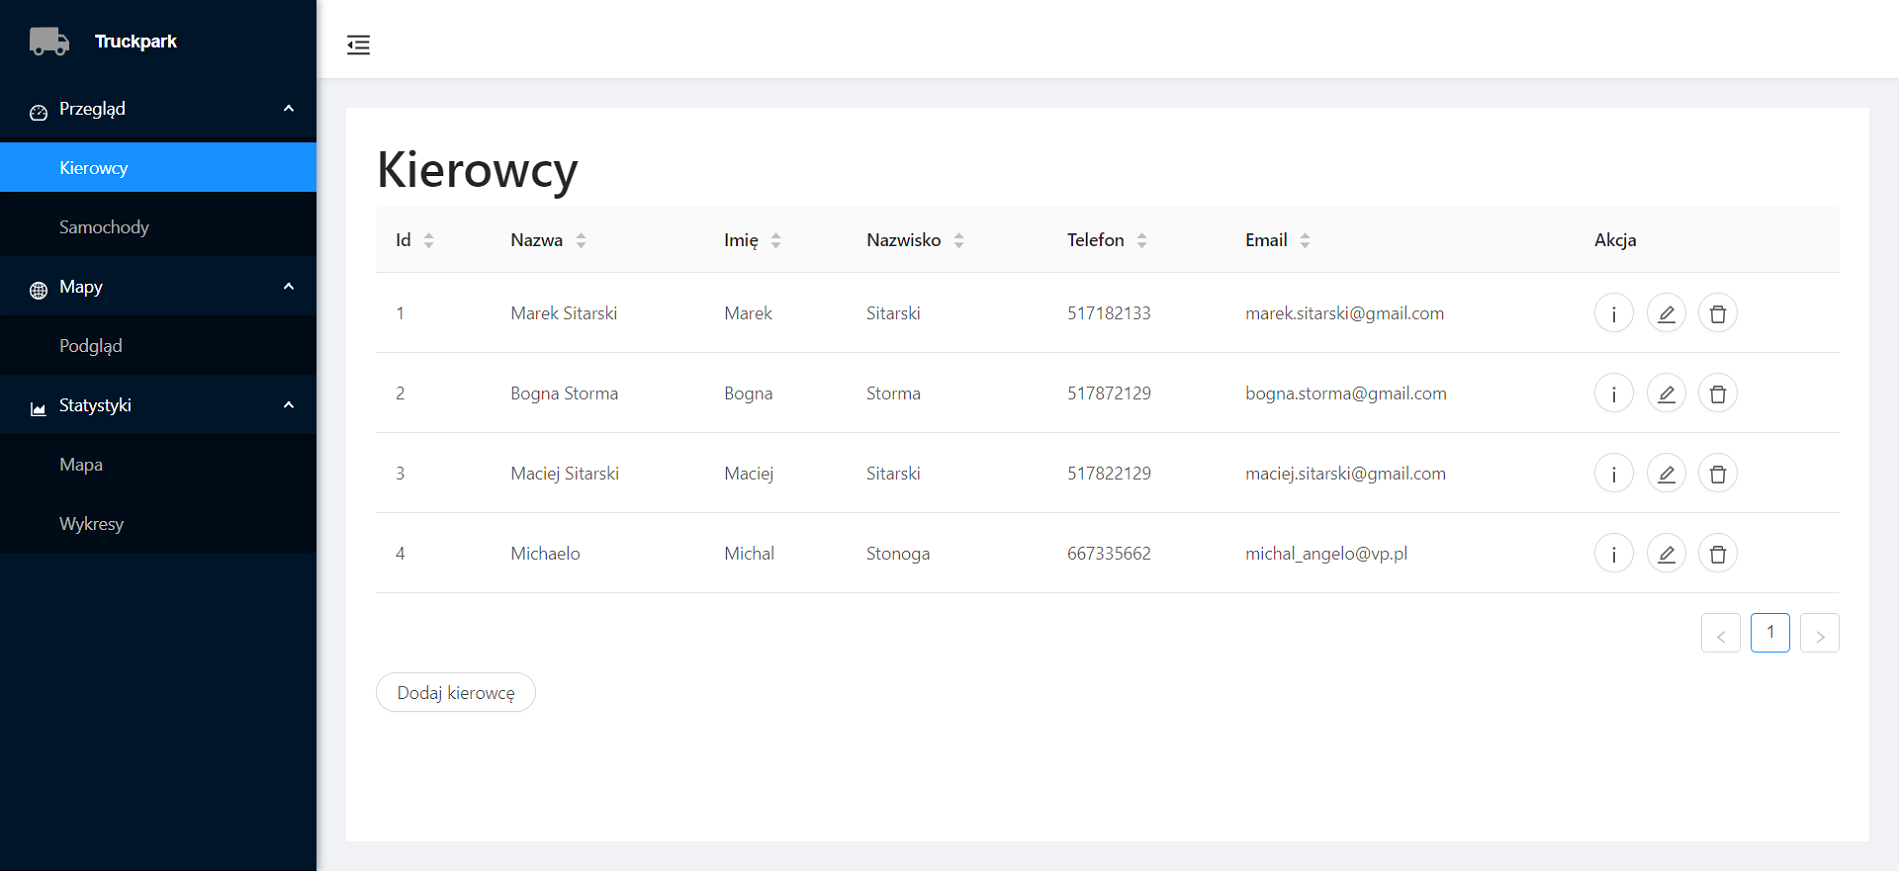 Truckpark
Przegląd
Kierowcy
Samochody
Mapy
Podgląd
Statystyki
Mapa
Wykresy
Kierowcy
Id Nazwa Imię Nazwisko Telefon Email Akcja
1 Marek Sitarski Marek Sitarski 517182133 marek.sitarski@gmail.com
2 Bogna Storma Bogna Storma 517872129 bogna.storma@gmail.com
3 Maciej Sitarski Maciej Sitarski 517822129 maciej.sitarski@gmail.com
4 Michaelo Michal Stonoga 667335662 michal_angelo@vp.pl
1
Dodaj kierowcę